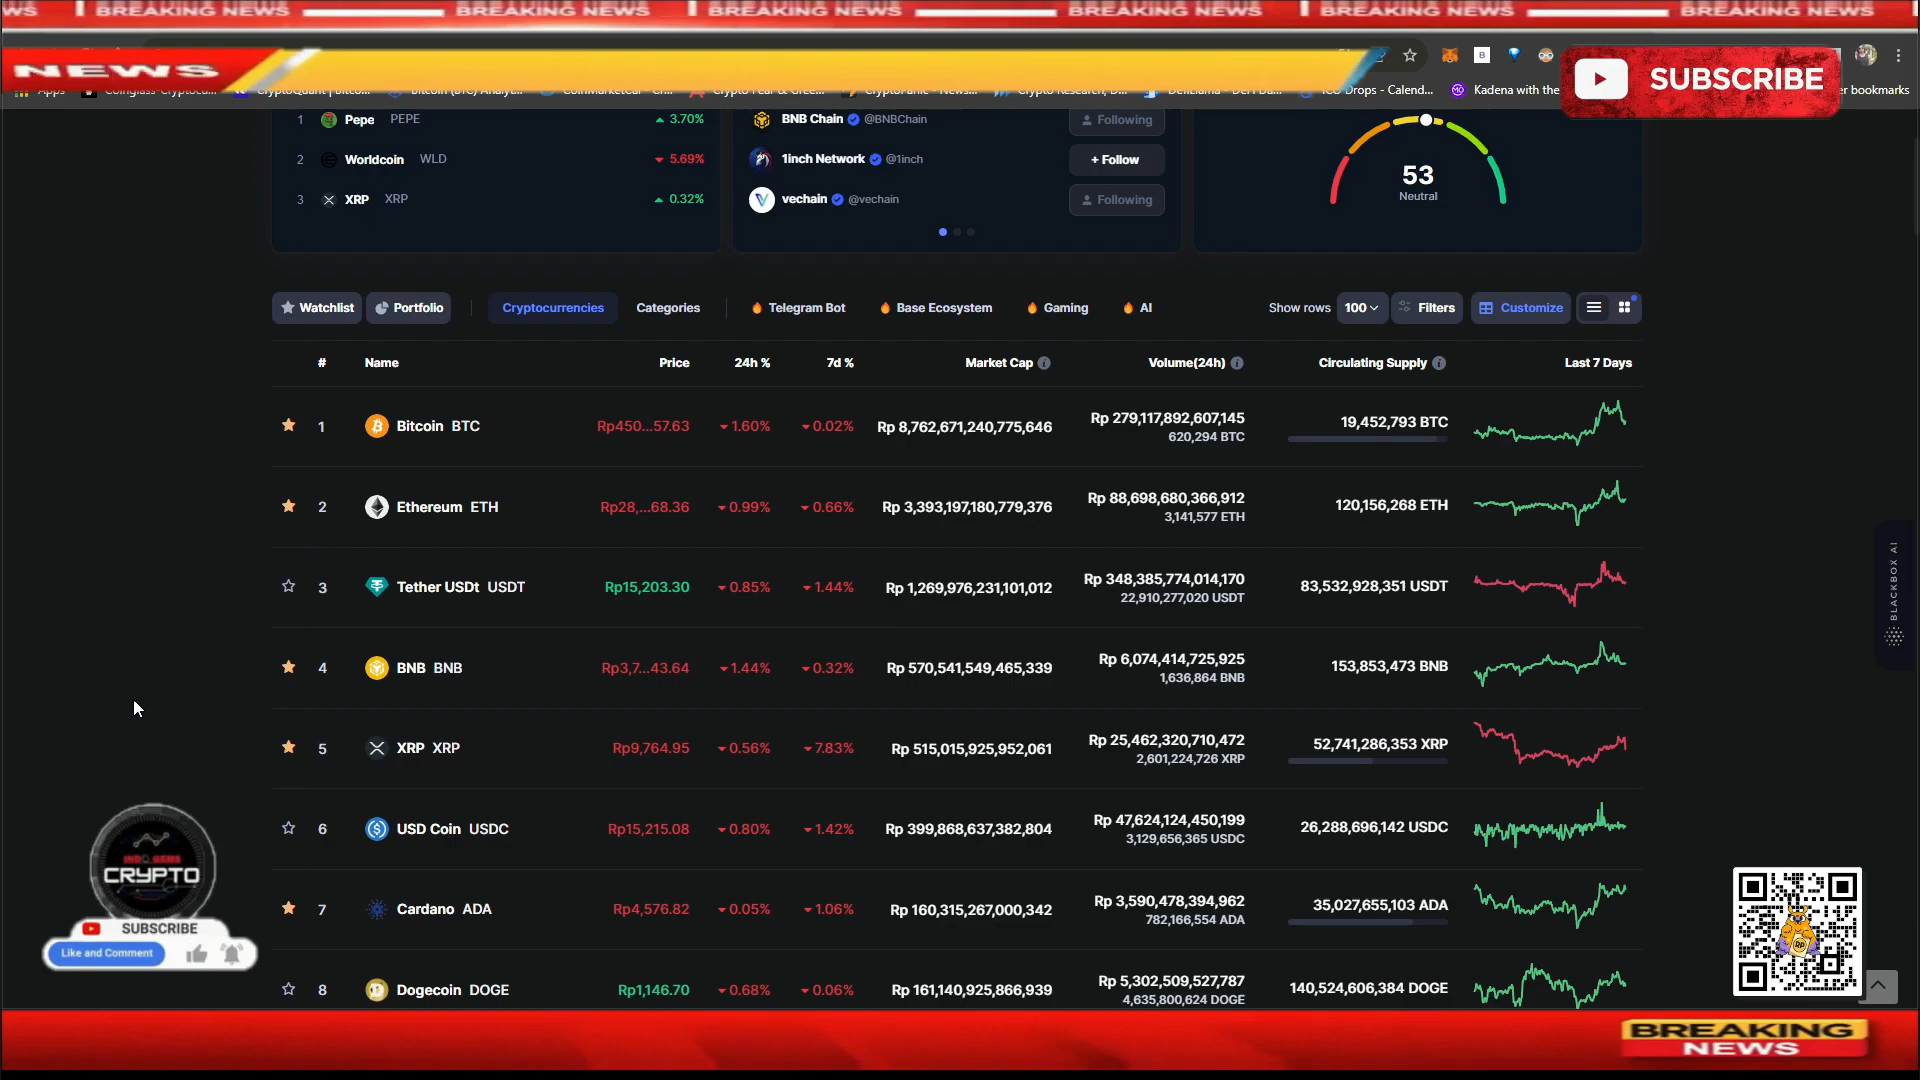 BREAKING NEWS BREAKING NEWS BREAKING NEWS BREAKING NEWS BREAKING NEWS BREAKING NEWS
NEWS
SUBSCRIBE
Kadena with the
er bookmarks
1 Pepe PEPE 3.70%
2 Worldcoin WLD 5.69%
3 XRP XRP 0.32%
BNB Chain @BNBChain Following
1inch Network @1inch + Follow
vechain @vechain Following
53
Neutral
Watchlist Portfolio Cryptocurrencies Categories Telegram Bot Base Ecosystem Gaming AI Show rows 100 Filters Customize
# Name Price 24h % 7d % Market Cap Volume(24h) Circulating Supply Last 7 Days
1 Bitcoin BTC Rp450...57.63 1.60% 0.02% Rp 8,762,671,240,775,646 Rp 279,117,892,607,145 19,452,793 BTC
620,294 BTC
2 Ethereum ETH Rp28,...68.36 0.99% 0.66% Rp 3,393,197,180,779,376 Rp 88,698,680,366,912 120,156,268 ETH
3,141,577 ETH
3 Tether USDt USDT Rp15,203.30 0.85% 1.44% Rp 1,269,976,231,101,012 Rp 348,385,774,014,170 83,532,928,351 USDT
22,910,277,020 USDT
4 BNB BNB Rp3,7...43.64 1.44% 0.32% Rp 570,541,549,465,339 Rp 6,074,414,725,925 153,853,473 BNB
1,636,864 BNB
5 XRP XRP Rp9,764.95 0.56% 7.83% Rp 515,015,925,952,061 Rp 25,462,320,710,472 52,741,286,353 XRP
2,601,224,726 XRP
6 USD Coin USDC Rp15,215.08 0.80% 1.42% Rp 399,868,637,382,804 Rp 47,624,124,450,199 26,288,696,142 USDC
3,129,656,365 USDC
7 Cardano ADA Rp4,576.82 0.05% 1.06% Rp 160,315,267,000,342 Rp 3,590,478,394,962 35,027,655,103 ADA
782,166,554 ADA
8 Dogecoin DOGE Rp1,146.70 0.68% 0.06% Rp 161,140,925,866,939 Rp 5,302,509,527,787 140,524,606,384 DOGE
4,635,800,624 DOGE
BLACKBOX AI
CRYPTO
SUBSCRIBE
Like and Comment
RP
BREAKING
NEWS